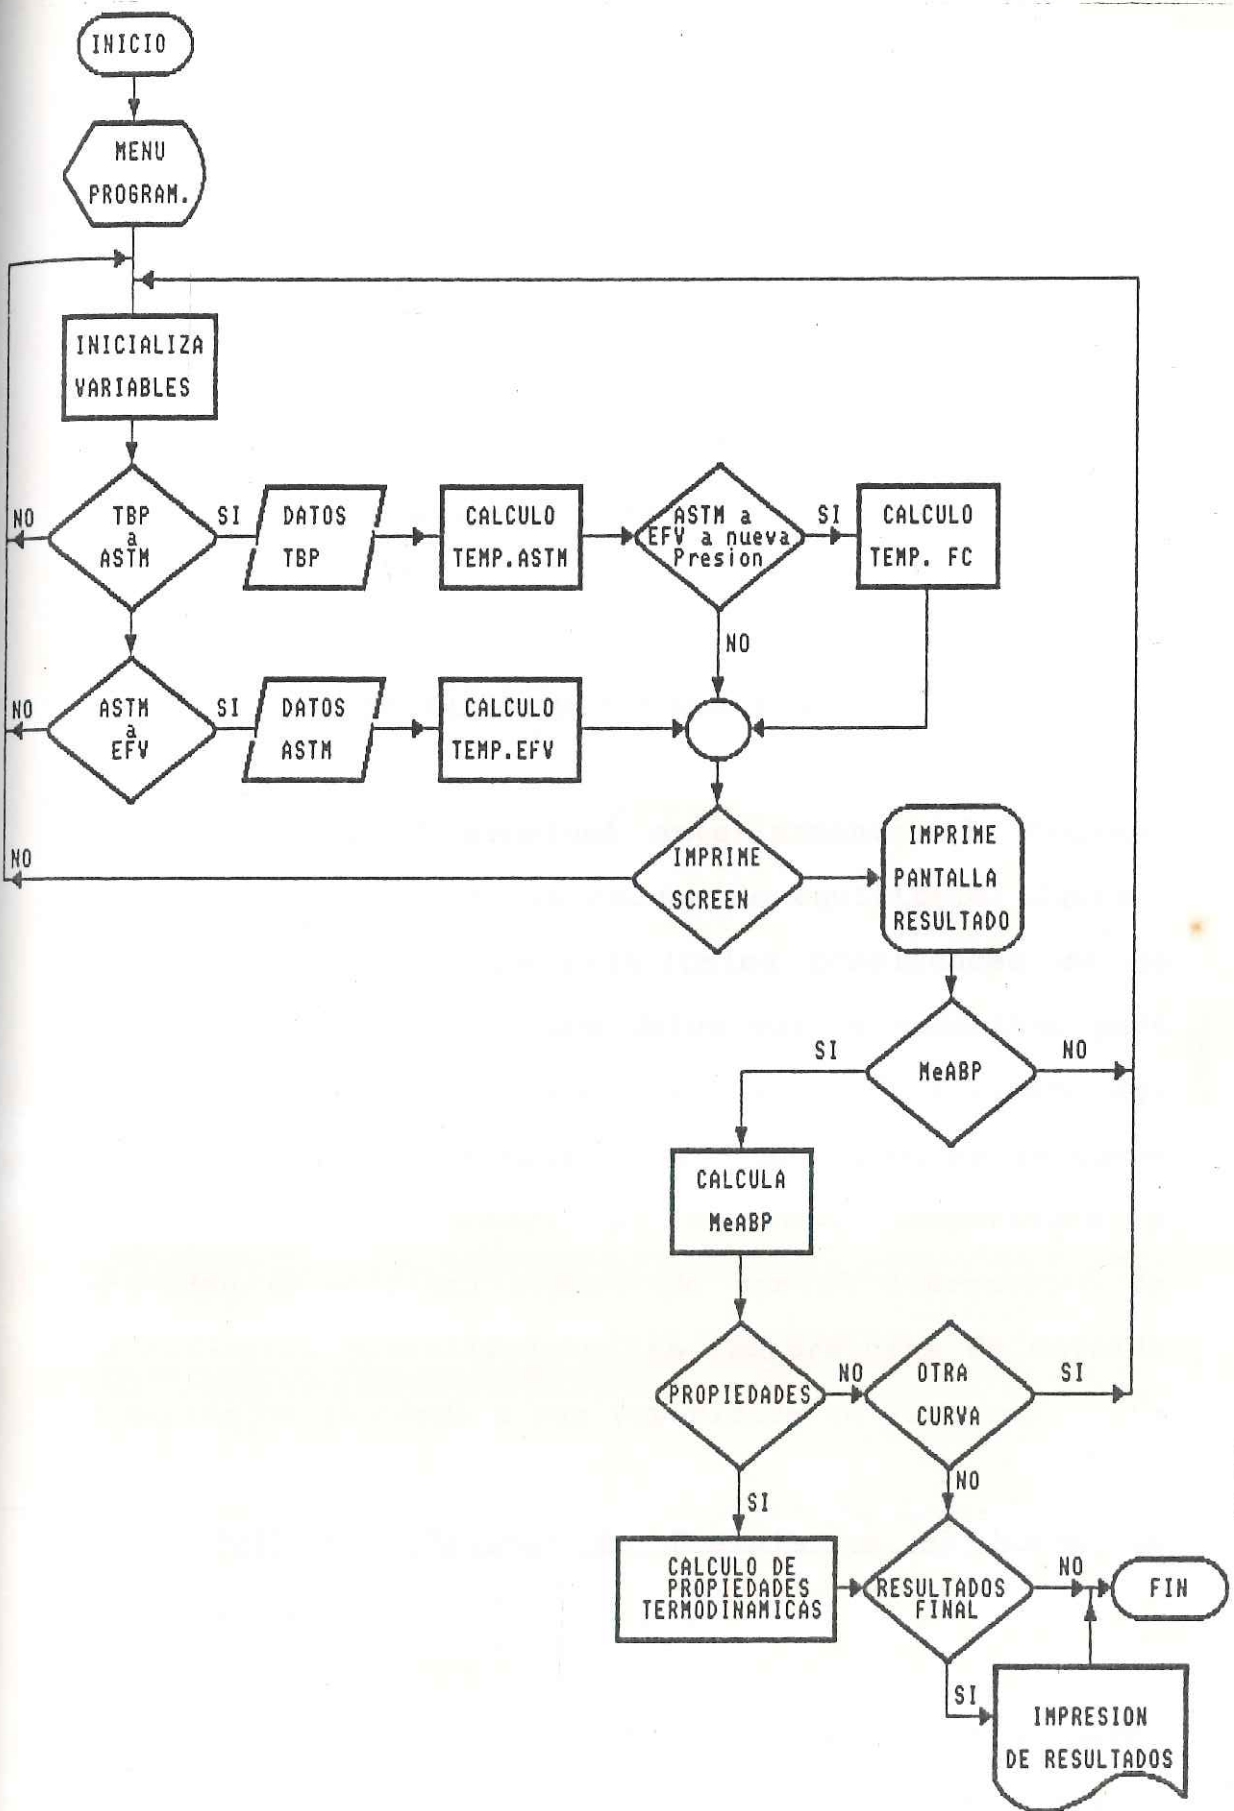 INICIO
MENU
PROGRAM.
INICIALIZA
VARIABLES
NO
TBP
a
ASTM
SI
DATOS
TBP
CALCULO
TEMP.ASTM
ASTM a
EFV a nueva
Presion
SI
CALCULO
TEMP. FC
NO
NO
ASTM
a
EFV
SI
DATOS
ASTM
CALCULO
TEMP.EFV
NO
IMPRIME
SCREEN
IMPRIME
PANTALLA
RESULTADO
SI
MeABP
NO
CALCULA
MeABP
PROPIEDADES
NO
OTRA
CURVA
SI
SI
NO
CALCULO DE
PROPIEDADES
TERMODINAMICAS
RESULTADOS
FINAL
NO
FIN
SI
IMPRESION
DE RESULTADOS